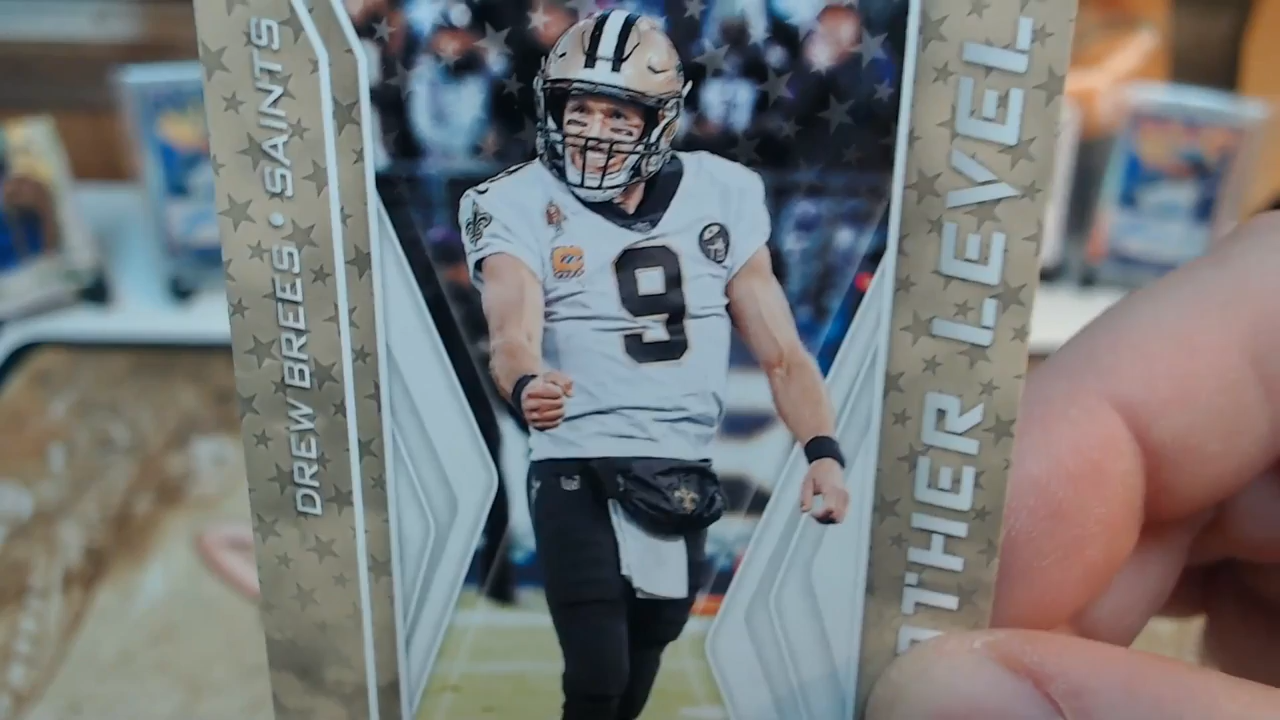 DREW BREES • SAINTS
THER LEVEL
9
C